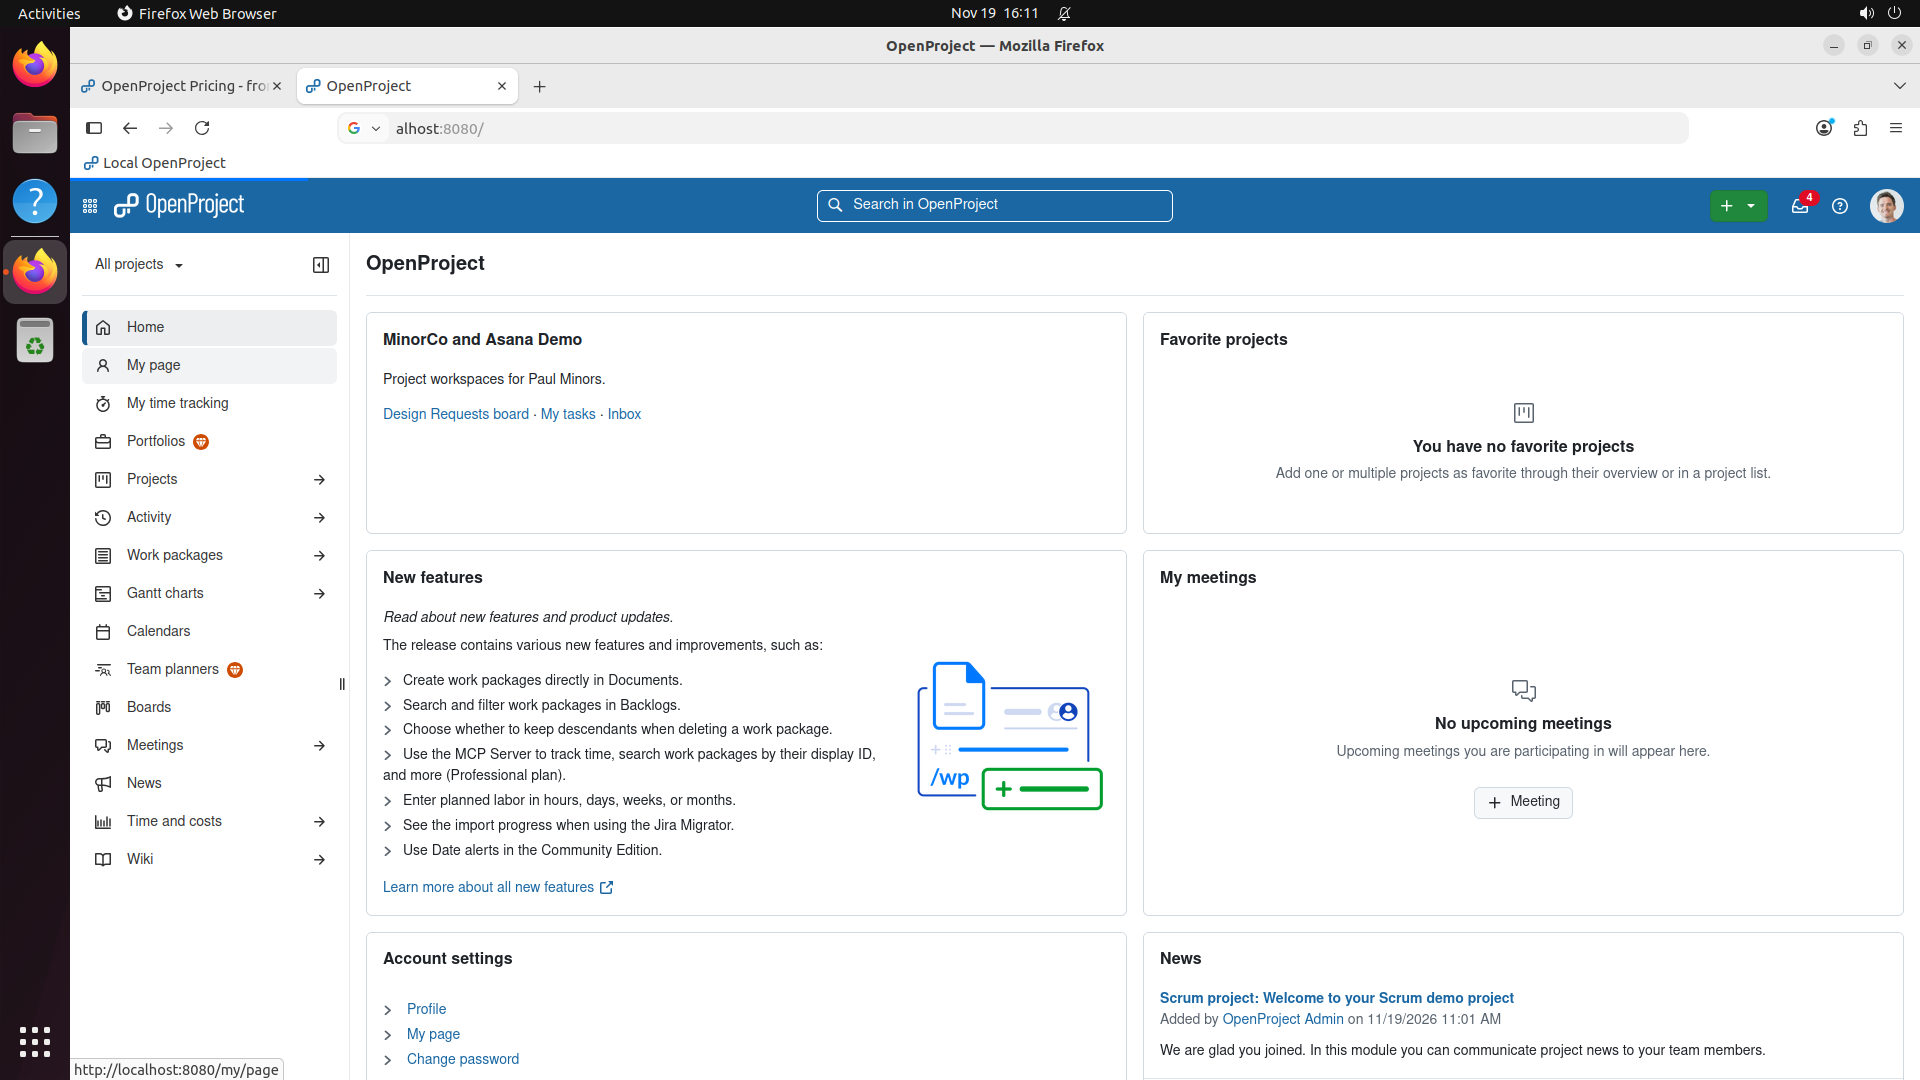 Activities
Firefox Web Browser
Nov 19 16:11
OpenProject — Mozilla Firefox
OpenProject Pricing - fro
OpenProject
alhost:8080/
Local OpenProject
OpenProject
Search in OpenProject
4
All projects
Home
My page
My time tracking
Portfolios
Projects
Activity
Work packages
Gantt charts
Calendars
Team planners
Boards
Meetings
News
Time and costs
Wiki
OpenProject
MinorCo and Asana Demo
Project workspaces for Paul Minors.
Design Requests board · My tasks · Inbox
Favorite projects
You have no favorite projects
Add one or multiple projects as favorite through their overview or in a project list.
New features
Read about new features and product updates.
The release contains various new features and improvements, such as:
Create work packages directly in Documents.
Search and filter work packages in Backlogs.
Choose whether to keep descendants when deleting a work package.
Use the MCP Server to track time, search work packages by their display ID,
and more (Professional plan).
Enter planned labor in hours, days, weeks, or months.
See the import progress when using the Jira Migrator.
Use Date alerts in the Community Edition.
/wp
Learn more about all new features
My meetings
No upcoming meetings
Upcoming meetings you are participating in will appear here.
Meeting
Account settings
Profile
My page
Change password
News
Scrum project: Welcome to your Scrum demo project
Added by OpenProject Admin on 11/19/2026 11:01 AM
We are glad you joined. In this module you can communicate project news to your team members.
http://localhost:8080/my/page